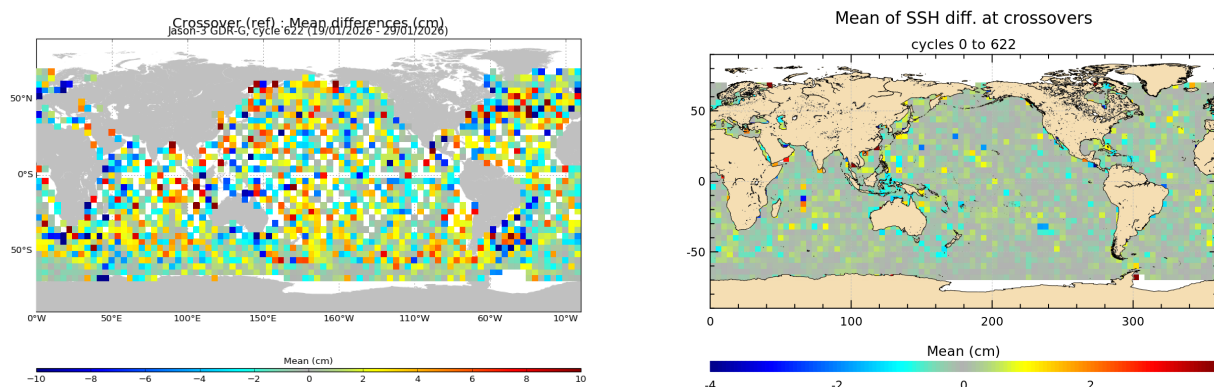 Crossover (ref) : Mean differences (cm)
Jason-3 GDR-G, cycle 622 (19/01/2026 - 29/01/2026)
50°N
0°S
50°S
0°W 50°E 100°E 150°E 160°W 110°W 60°W 10°W
Mean (cm)
−10 −8 −6 −4 −2 0 2 4 6 8 10
Mean of SSH diff. at crossovers
cycles 0 to 622
50
0
-50
0 100 200 300
Mean (cm)
-4 -2 0 2